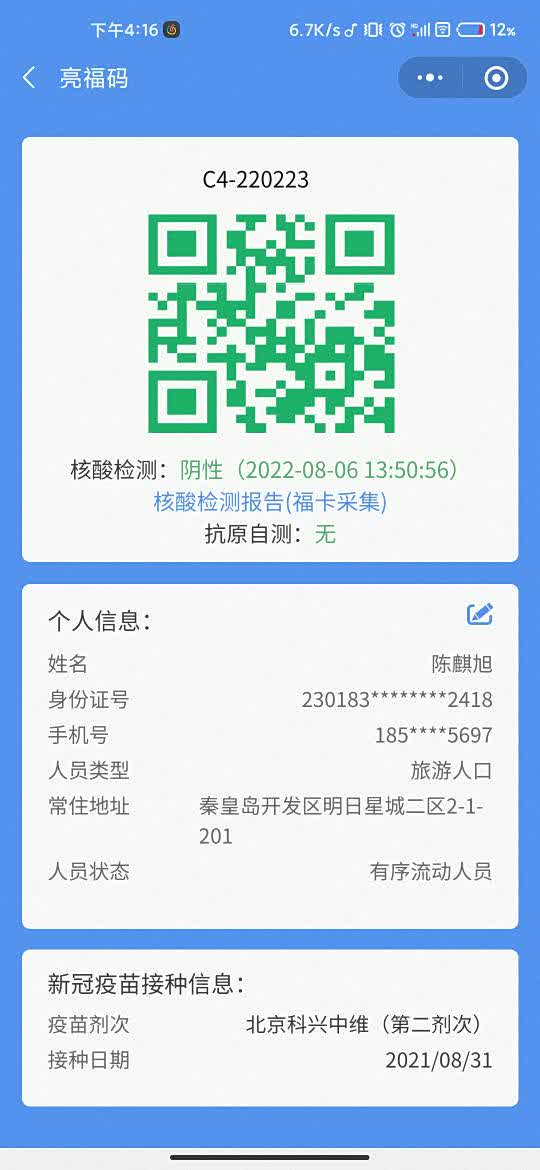 下午4:16
6.7K/s
12%
亮福码
C4-220223
核酸检测：阴性（2022-08-06 13:50:56）
核酸检测报告(福卡采集)
抗原自测：无
个人信息：
姓名 陈麒旭
身份证号 230183********2418
手机号 185****5697
人员类型 旅游人口
常住地址 秦皇岛开发区明日星城二区2-1-
201
人员状态 有序流动人员
新冠疫苗接种信息：
疫苗剂次 北京科兴中维（第二剂次）
接种日期 2021/08/31